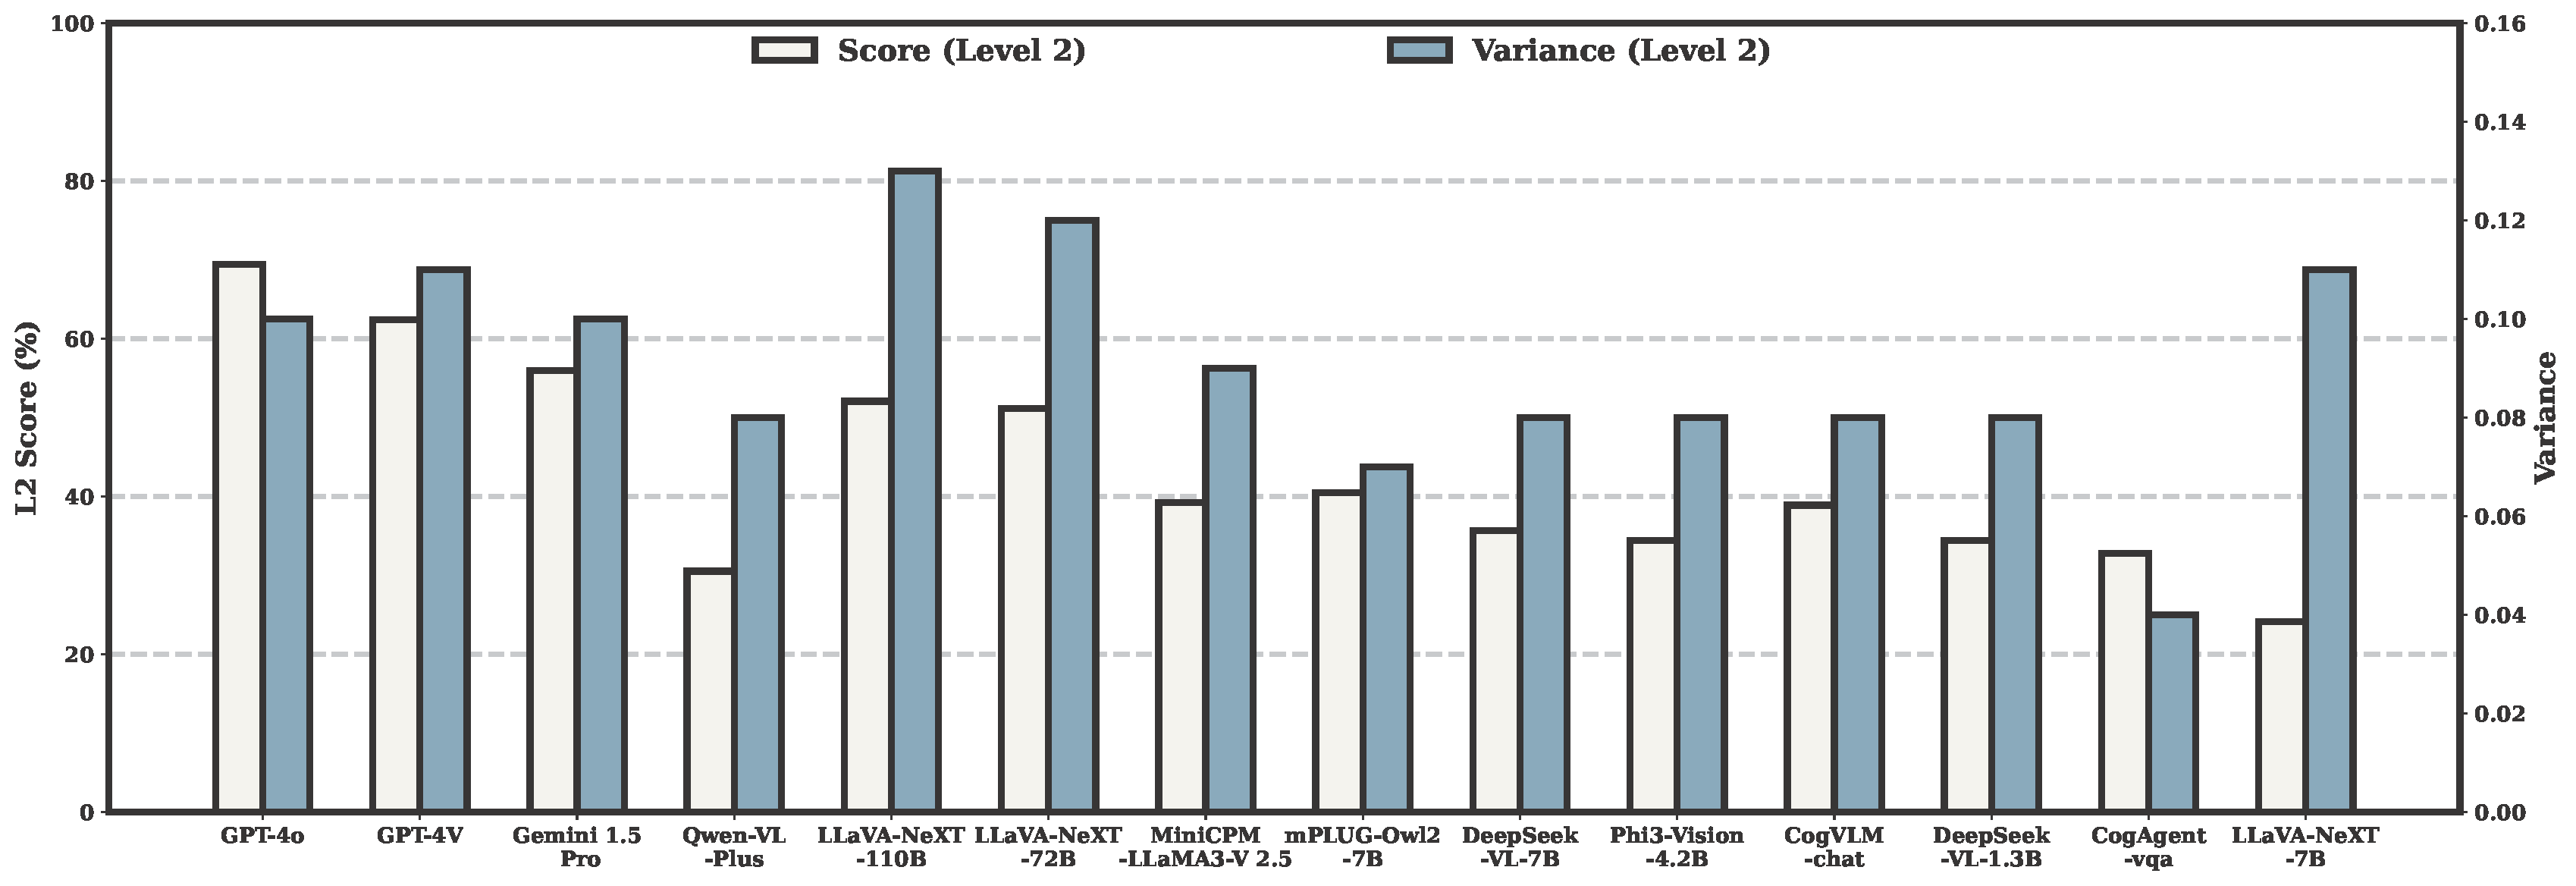 Score (Level 2)
Variance (Level 2)
L2 Score (%)
100
80
60
40
20
0
Variance
0.16
0.14
0.12
0.10
0.08
0.06
0.04
0.02
0.00
GPT-4o
GPT-4V
Gemini 1.5
Pro
Qwen-VL
-Plus
LLaVA-NeXT
-110B
LLaVA-NeXT
-72B
MiniCPM
-LLaMA3-V 2.5
mPLUG-Owl2
-7B
DeepSeek
-VL-7B
Phi3-Vision
-4.2B
CogVLM
-chat
DeepSeek
-VL-1.3B
CogAgent
-vqa
LLaVA-NeXT
-7B